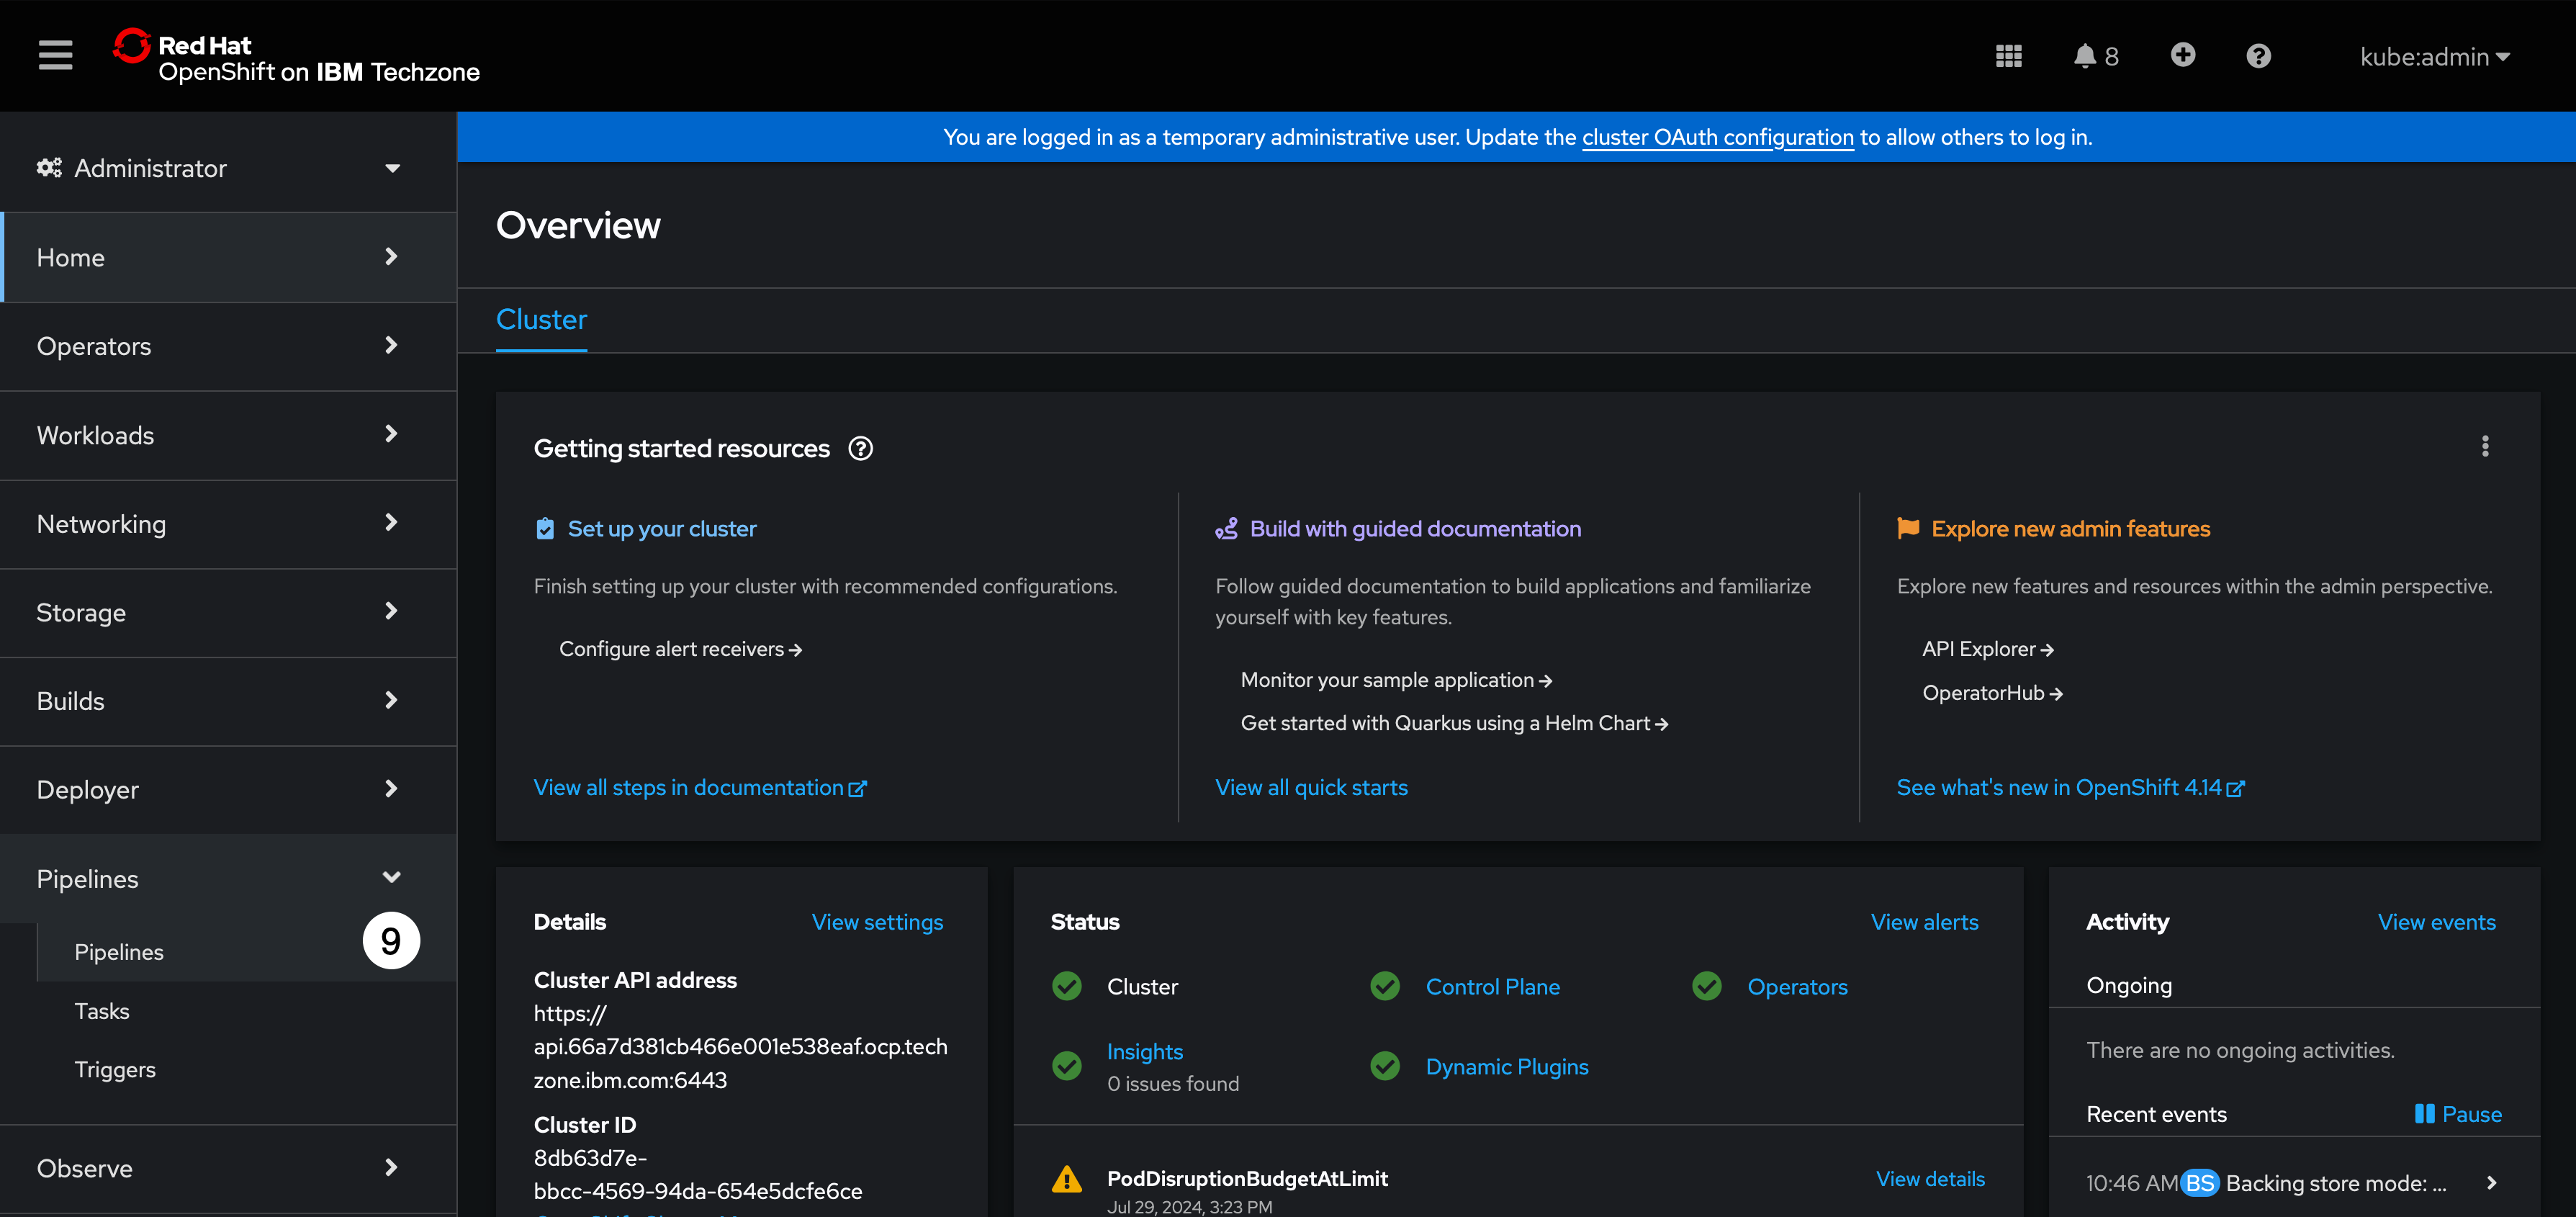 Red Hat
OpenShift on IBM Techzone
8
kube:admin
You are logged in as a temporary administrative user. Update the cluster OAuth configuration to allow others to log in.
Administrator
Home
Operators
Workloads
Networking
Storage
Builds
Deployer
Pipelines
9
Pipelines
Tasks
Triggers
Observe
Overview
Cluster
Getting started resources
Set up your cluster
Finish setting up your cluster with recommended configurations.
Configure alert receivers
View all steps in documentation
Build with guided documentation
Follow guided documentation to build applications and familiarize
yourself with key features.
Monitor your sample application
Get started with Quarkus using a Helm Chart
View all quick starts
Explore new admin features
Explore new features and resources within the admin perspective.
API Explorer
OperatorHub
See what's new in OpenShift 4.14
Details
View settings
Cluster API address
https://
api.66a7d381cb466e001e538eaf.ocp.tech
zone.ibm.com:6443
Cluster ID
8db63d7e-
bbcc-4569-94da-654e5dcfe6ce
Status
View alerts
Cluster
Control Plane
Operators
Insights
0 issues found
Dynamic Plugins
PodDisruptionBudgetAtLimit
View details
Jul 29, 2024, 3:23 PM
Activity
View events
Ongoing
There are no ongoing activities.
Recent events
Pause
10:46 AM BS Backing store mode: ...